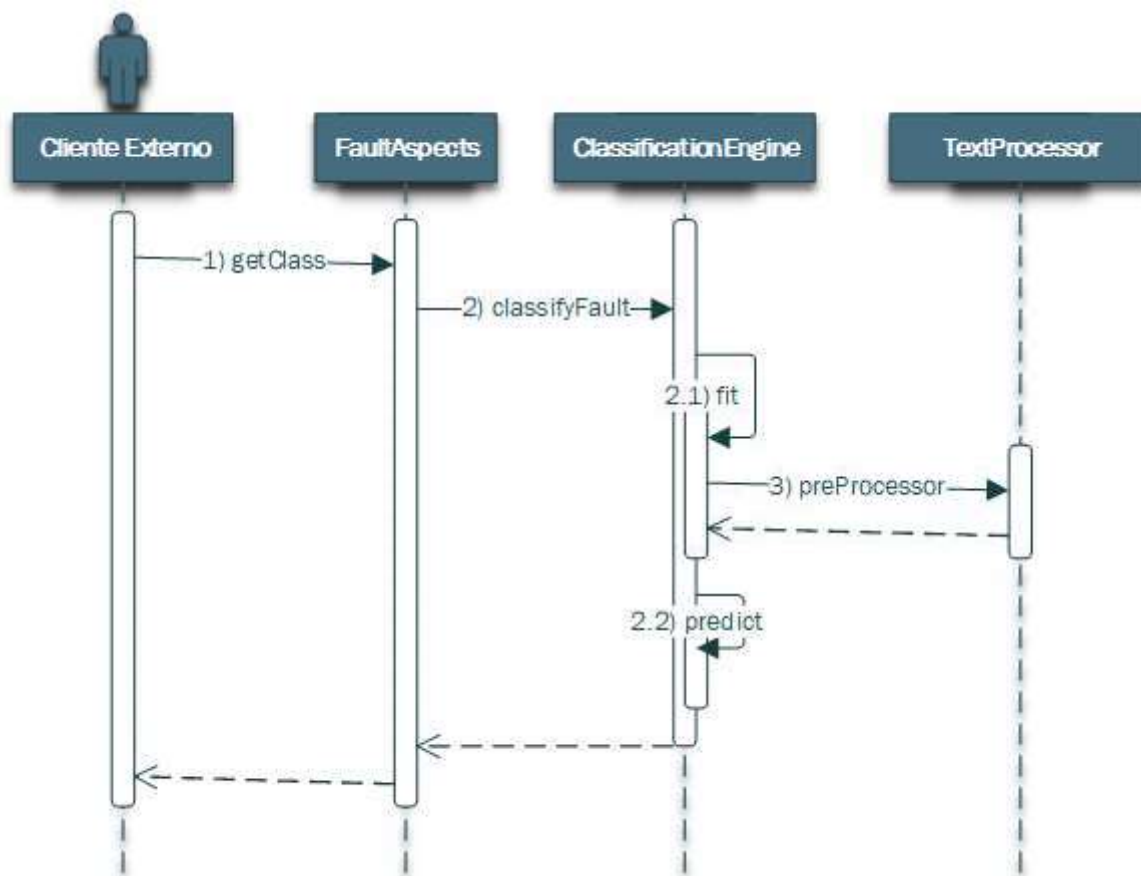 Cliente Externo
FaultAspects
ClassificationEngine
TextProcessor
1) getClass
2) classifyFault
2.1) fit
3) preProcessor
2.2) predict